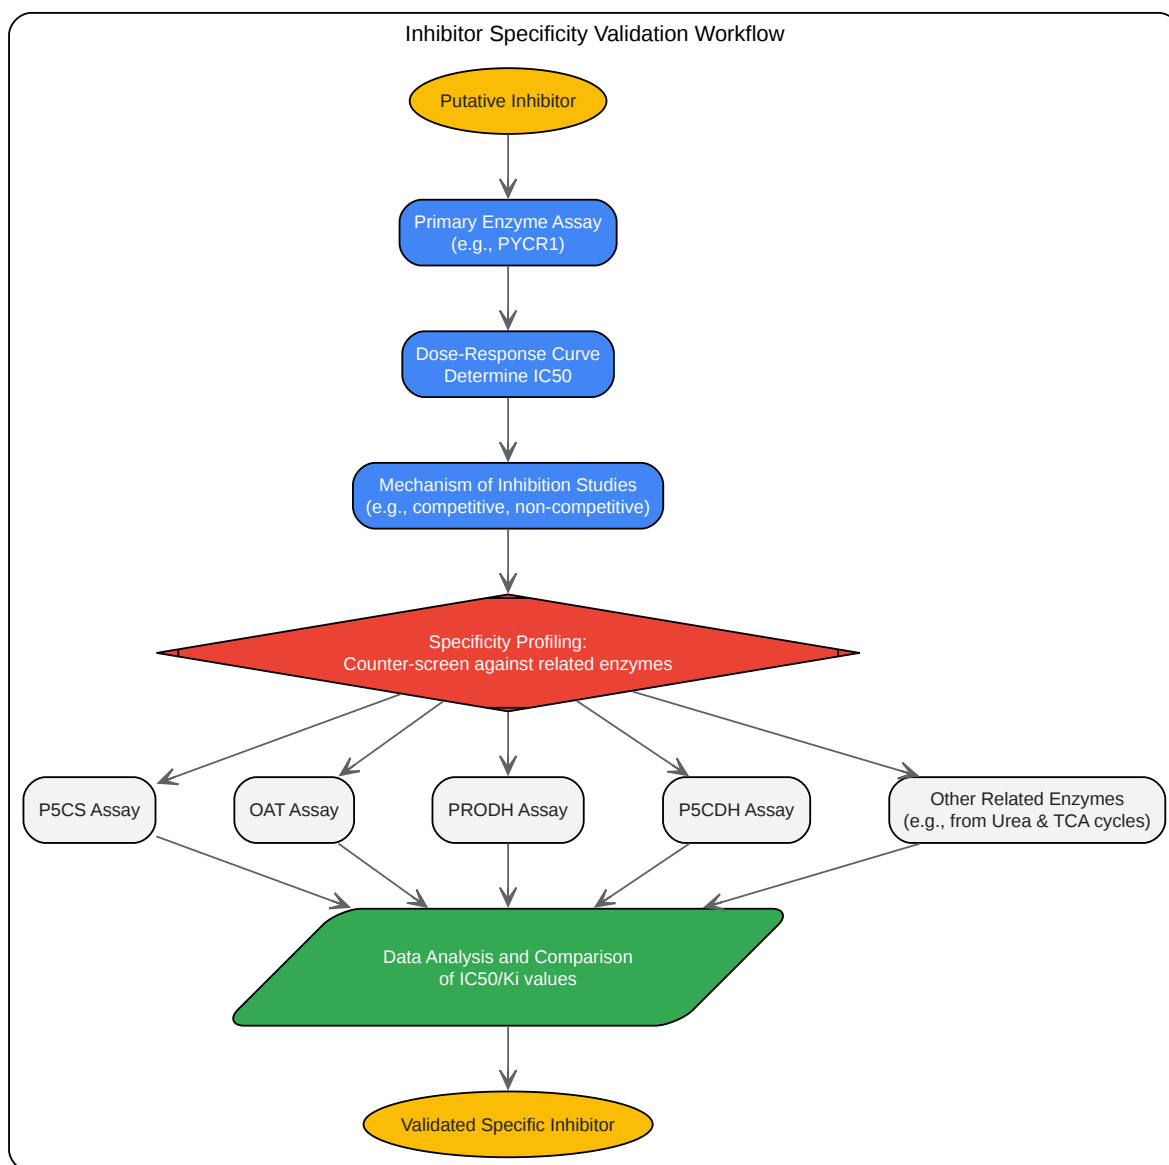 Inhibitor Specificity Validation Workflow
Putative Inhibitor
Primary Enzyme Assay
(e.g., PYCR1)
Dose-Response Curve
Determine IC50
Mechanism of Inhibition Studies
(e.g., competitive, non-competitive)
Specificity Profiling:
Counter-screen against related enzymes
P5CS Assay
OAT Assay
PRODH Assay
P5CDH Assay
Other Related Enzymes
(e.g., from Urea & TCA cycles)
Data Analysis and Comparison
of IC50/Ki values
Validated Specific Inhibitor